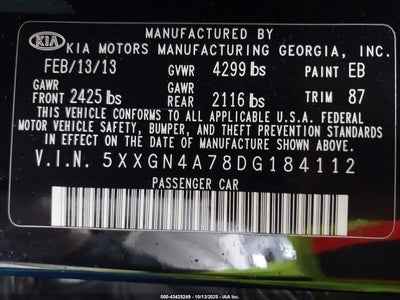 MANUFACTURED BY
KIA KIA MOTORS MANUFACTURING GEORGIA, INC.
FEB/13/13 GVWR 4299 lbs PAINT EB
GAWR FRONT 2425 lbs GAWR REAR 2116 lbs TRIM 87
THIS VEHICLE CONFORMS TO ALL APPLICABLE U.S.A. FEDERAL
MOTOR VEHICLE SAFETY, BUMPER, AND THEFT PREVENTION
STANDARDS IN EFFECT ON THE DATE OF MANUFACTURE SHOWN ABOVE.
V.I.N. 5XXGN4A78DG184112
PASSENGER CAR
000-43425249 - 10/13/2025 - IAA Inc.